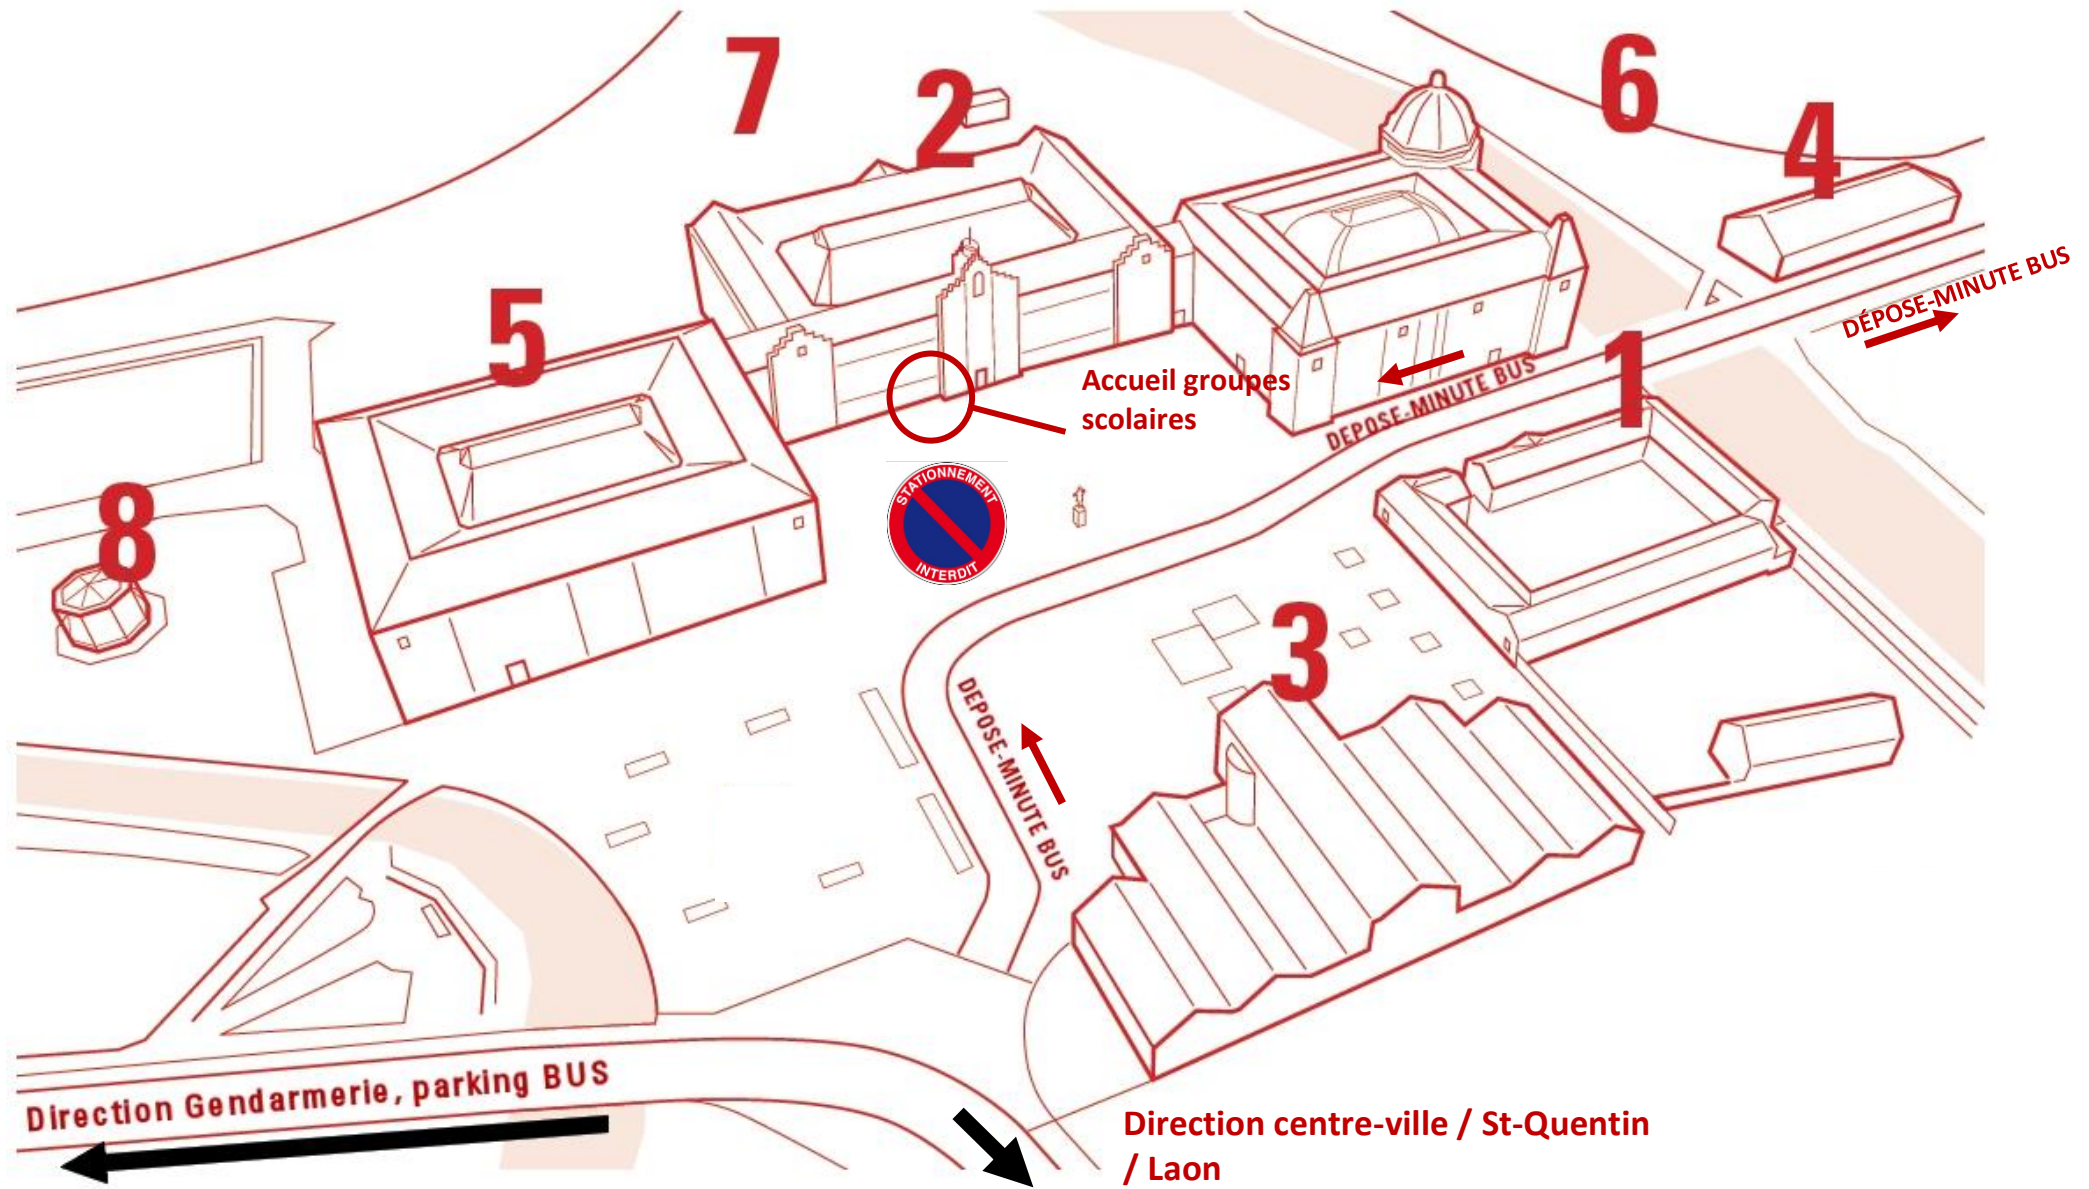 7
2
6
4
DÉPOSE-MINUTE BUS
5
1
Accueil groupes
scolaires
DEPOSE-MINUTE BUS
STATIONNEMENT
INTERDIT
8
3
DEPOSE-MINUTE BUS
Direction Gendarmerie, parking BUS
Direction centre-ville / St-Quentin
/ Laon